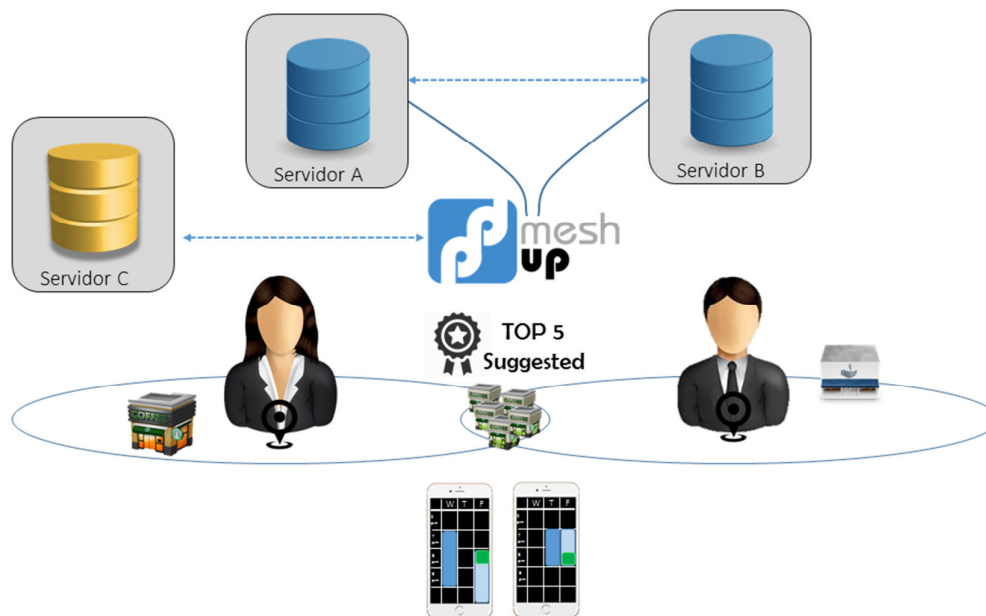 Servidor A
Servidor B
Servidor C
mesh
up
TOP 5
Suggested
COFFEE
W T F
W T F